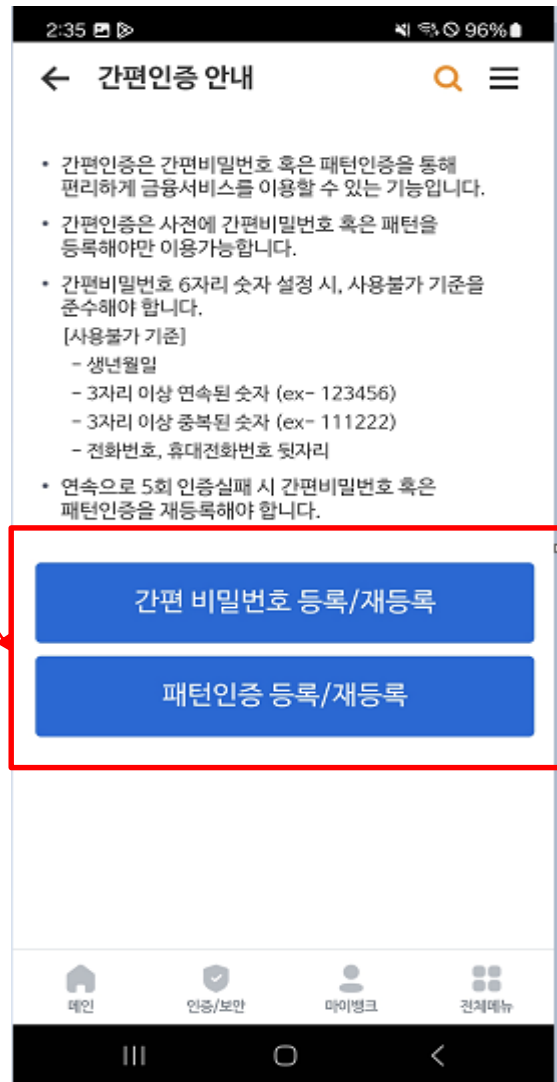 2:35 96%
간편인증 안내
• 간편인증은 간편비밀번호 혹은 패턴인증을 통해
편리하게 금융서비스를 이용할 수 있는 기능입니다.
• 간편인증은 사전에 간편비밀번호 혹은 패턴을
등록해야만 이용가능합니다.
• 간편비밀번호 6자리 숫자 설정 시, 사용불가 기준을
준수해야 합니다.
[사용불가 기준]
- 생년월일
- 3자리 이상 연속된 숫자 (ex- 123456)
- 3자리 이상 중복된 숫자 (ex- 111222)
- 전화번호, 휴대전화번호 뒷자리
• 연속으로 5회 인증실패 시 간편비밀번호 혹은
패턴인증을 재등록해야 합니다.
간편 비밀번호 등록/재등록
패턴인증 등록/재등록
메인 인증/보안 마이뱅크 전체메뉴